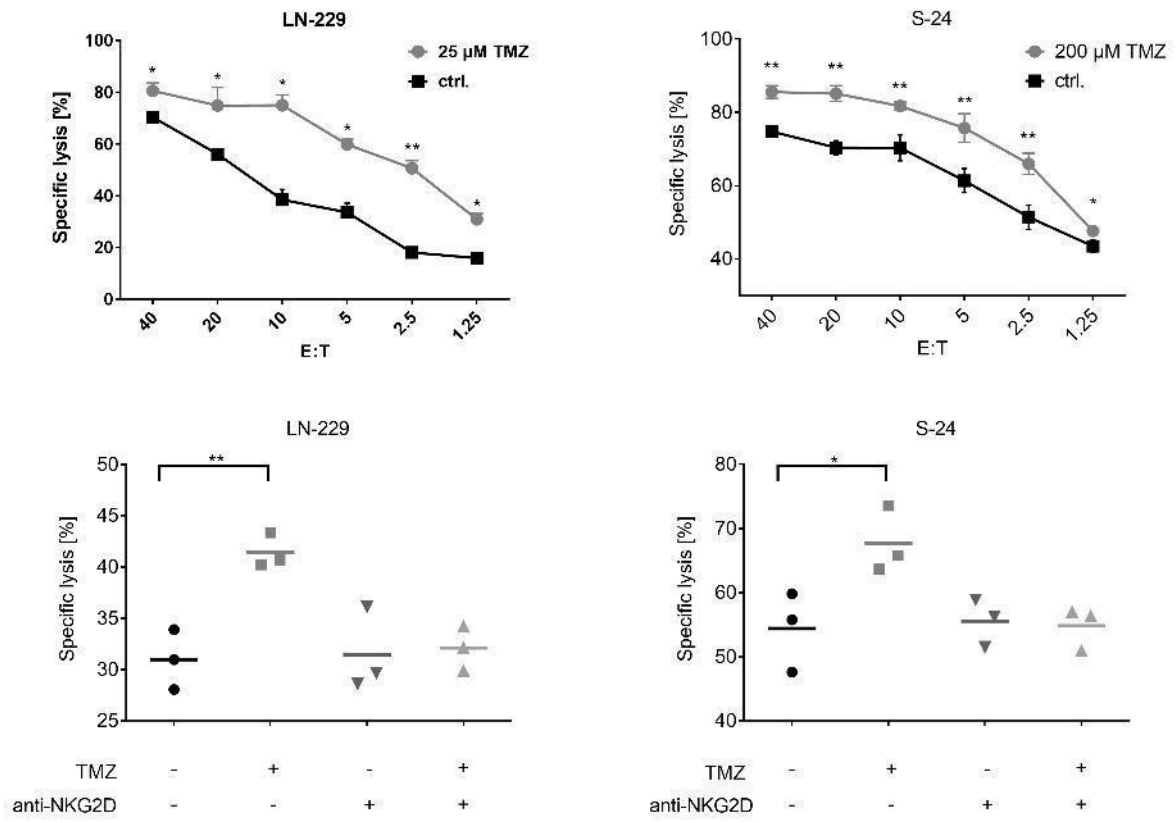 LN-229
100
80
60
40
20
0
Specific lysis [%]
25 µM TMZ
ctrl.
* * * * ** *
40 20 10 5 2.5 1.25
E:T
S-24
100
80
60
40
Specific lysis [%]
200 µM TMZ
ctrl.
** ** ** ** ** *
40 20 10 5 2.5 1.25
E:T
LN-229
50
45
40
35
30
25
Specific lysis [%]
**
TMZ - + - +
anti-NKG2D - - + +
S-24
80
70
60
50
40
Specific lysis [%]
*
TMZ - + - +
anti-NKG2D - - + +